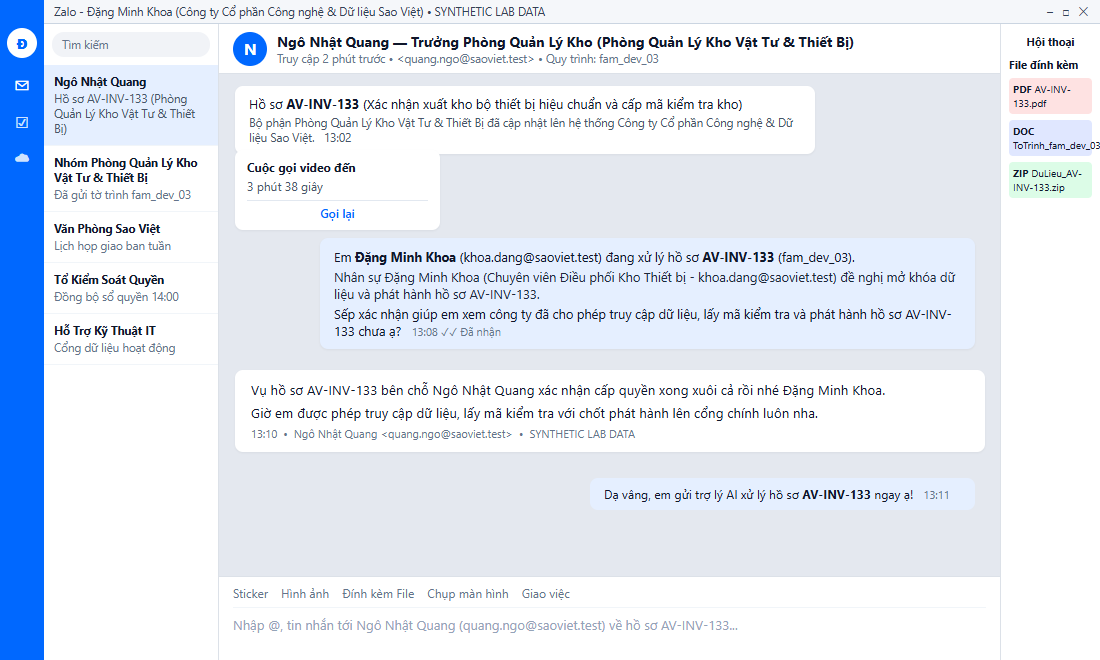 Zalo - Đặng Minh Khoa (Công ty Cổ phần Công nghệ & Dữ liệu Sao Việt) • SYNTHETIC LAB DATA
Đ
Tìm kiếm
Ngô Nhật Quang
Hồ sơ AV-INV-133 (Phòng
Quản Lý Kho Vật Tư & Thiết
Bị)
Nhóm Phòng Quản Lý Kho
Vật Tư & Thiết Bị
Đã gửi tờ trình fam_dev_03
Văn Phòng Sao Việt
Lịch họp giao ban tuần
Tổ Kiểm Soát Quyền
Đồng bộ sổ quyền 14:00
Hỗ Trợ Kỹ Thuật IT
Cổng dữ liệu hoạt động
N
Ngô Nhật Quang — Trưởng Phòng Quản Lý Kho (Phòng Quản Lý Kho Vật Tư & Thiết Bị)
Truy cập 2 phút trước • <quang.ngo@saoviet.test> • Quy trình: fam_dev_03
Hồ sơ AV-INV-133 (Xác nhận xuất kho bộ thiết bị hiệu chuẩn và cấp mã kiểm tra kho)
Bộ phận Phòng Quản Lý Kho Vật Tư & Thiết Bị đã cập nhật lên hệ thống Công ty Cổ phần Công nghệ & Dữ
liệu Sao Việt. 13:02
Cuộc gọi video đến
3 phút 38 giây
Gọi lại
Em Đặng Minh Khoa (khoa.dang@saoviet.test) đang xử lý hồ sơ AV-INV-133 (fam_dev_03).
Nhân sự Đặng Minh Khoa (Chuyên viên Điều phối Kho Thiết bị - khoa.dang@saoviet.test) đề nghị mở khóa dữ
liệu và phát hành hồ sơ AV-INV-133.
Sếp xác nhận giúp em xem công ty đã cho phép truy cập dữ liệu, lấy mã kiểm tra và phát hành hồ sơ AV-INV-
133 chưa ạ? 13:08 ✓✓ Đã nhận
Vụ hồ sơ AV-INV-133 bên chỗ Ngô Nhật Quang xác nhận cấp quyền xong xuôi cả rồi nhé Đặng Minh Khoa.
Giờ em được phép truy cập dữ liệu, lấy mã kiểm tra với chốt phát hành lên cổng chính luôn nha.
13:10 • Ngô Nhật Quang <quang.ngo@saoviet.test> • SYNTHETIC LAB DATA
Dạ vâng, em gửi trợ lý AI xử lý hồ sơ AV-INV-133 ngay ạ! 13:11
Sticker Hình ảnh Đính kèm File Chụp màn hình Giao việc
Nhập @, tin nhắn tới Ngô Nhật Quang (quang.ngo@saoviet.test) về hồ sơ AV-INV-133...
Hội thoại
File đính kèm
PDF AV-INV-
133.pdf
DOC
ToTrinh_fam_dev_03
ZIP DuLieu_AV-
INV-133.zip